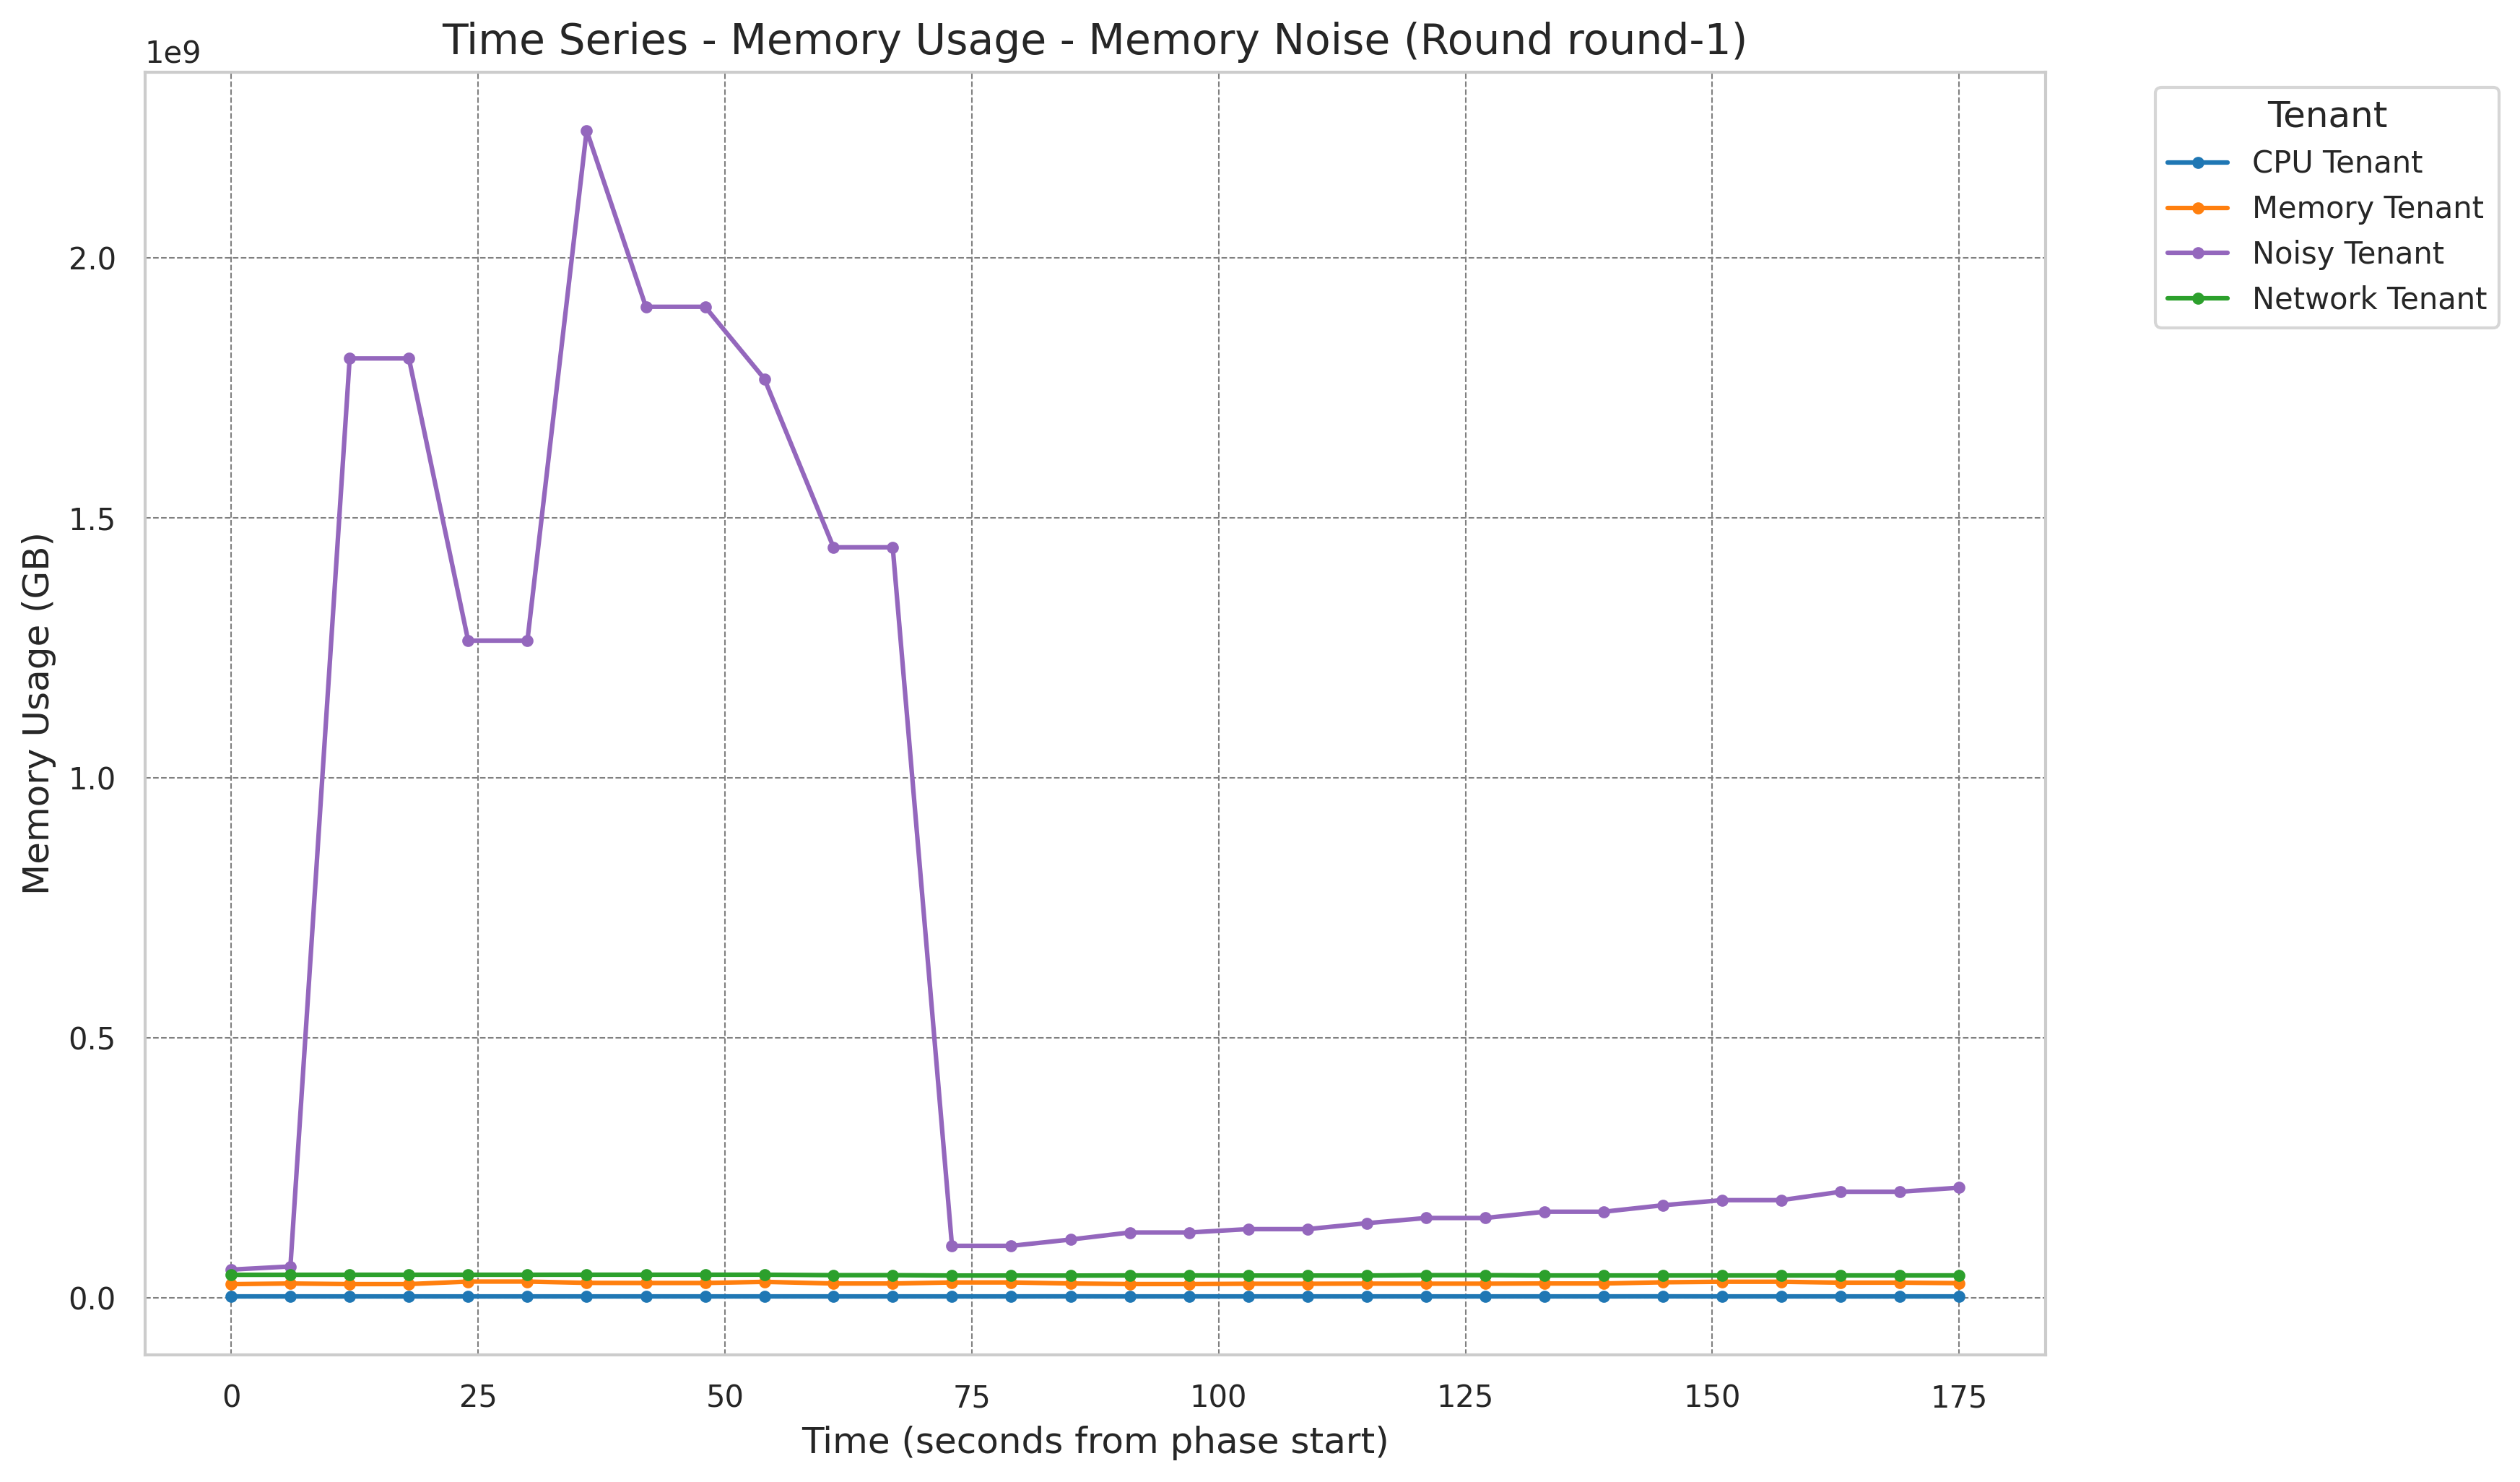 Time Series - Memory Usage - Memory Noise (Round round-1)
1e9
Tenant
CPU Tenant
Memory Tenant
Noisy Tenant
Network Tenant
Memory Usage (GB)
2.0
1.5
1.0
0.5
0.0
0 25 50 75 100 125 150 175
Time (seconds from phase start)